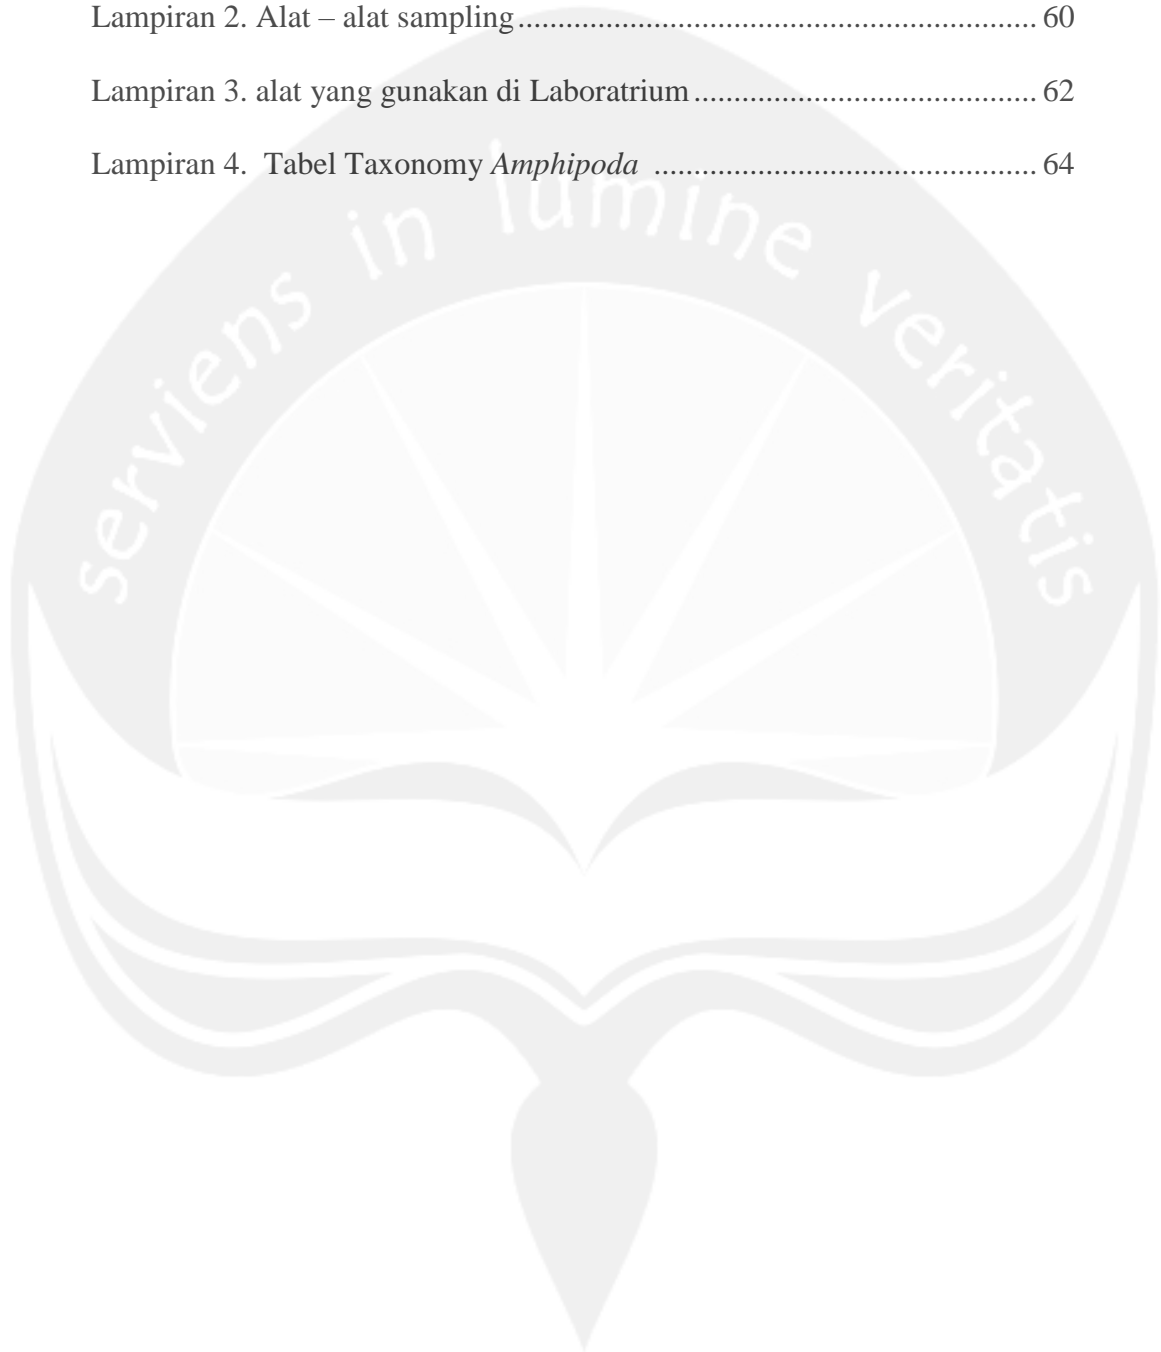 Lampiran 2. Alat – alat sampling................................................................ 60
Lampiran 3. alat yang gunakan di Laboratrium.......................................... 62
Lampiran 4.  Tabel Taxonomy Amphipoda ............................................... 64
serviens in lumine veritatis